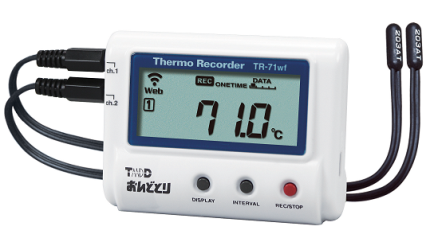 Thermo Recorder TR-71wf
ch.1
ch.2
Web
REC ONETIME DATA
1
71.0 ℃
T&D
おんどとり
DISPLAY INTERVAL REC/STOP
203AT
203AT